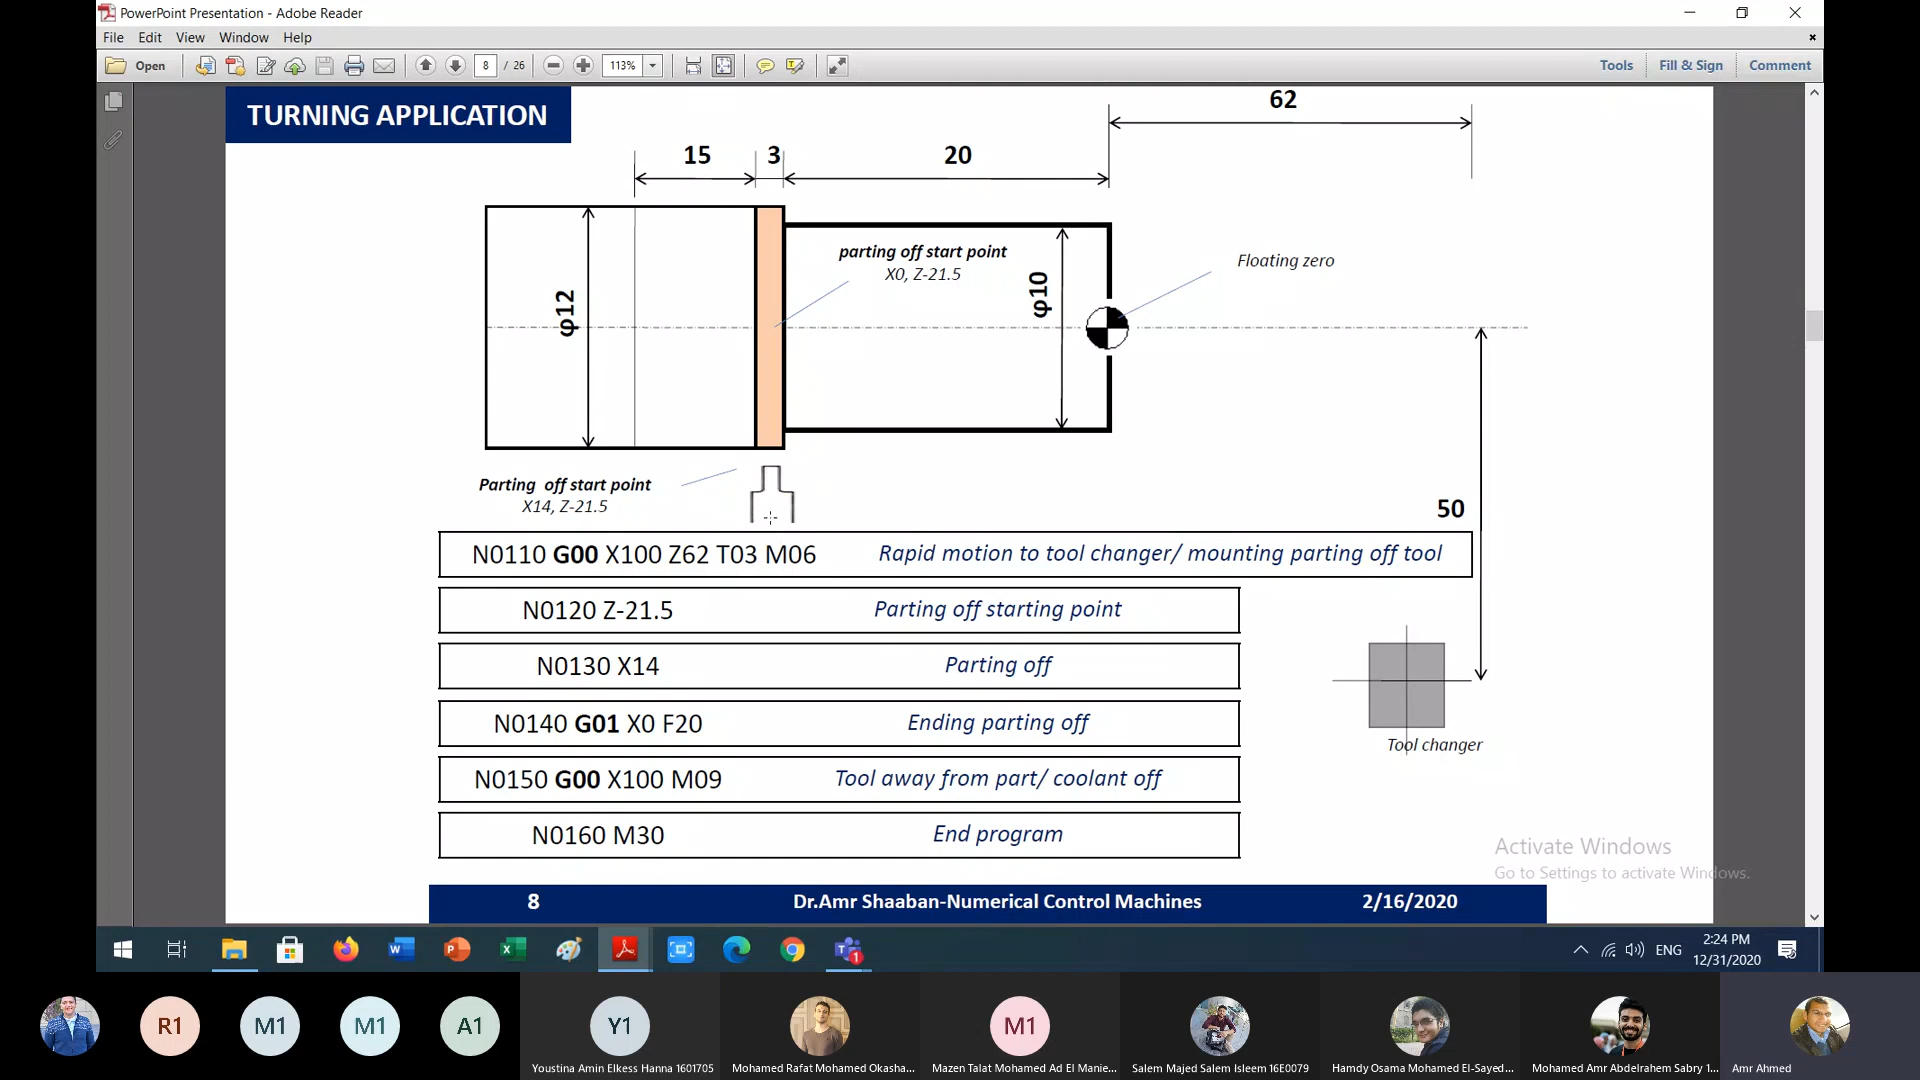 PowerPoint Presentation - Adobe Reader
File Edit View Window Help
Open 8 / 26 113% Tools Fill & Sign Comment
TURNING APPLICATION
62
15 3 20
parting off start point
X0, Z-21.5
Floating zero
φ12
φ10
Parting off start point
X14, Z-21.5
50
N0110 G00 X100 Z62 T03 M06 Rapid motion to tool changer/ mounting parting off tool
N0120 Z-21.5 Parting off starting point
N0130 X14 Parting off
N0140 G01 X0 F20 Ending parting off
Tool changer
N0150 G00 X100 M09 Tool away from part/ coolant off
N0160 M30 End program
Activate Windows
Go to Settings to activate Windows.
8 Dr.Amr Shaaban-Numerical Control Machines 2/16/2020
1 ENG 2:24 PM
12/31/2020
R1 M1 M1 A1 Y1 M1
Youstina Amin Elkess Hanna 1601705 Mohamed Rafat Mohamed Okasha... Mazen Talat Mohamed Ad El Manie... Salem Majed Salem Isleem 16E0079 Hamdy Osama Mohamed El-Sayed... Mohamed Amr Abdelrahem Sabry 1... Amr Ahmed